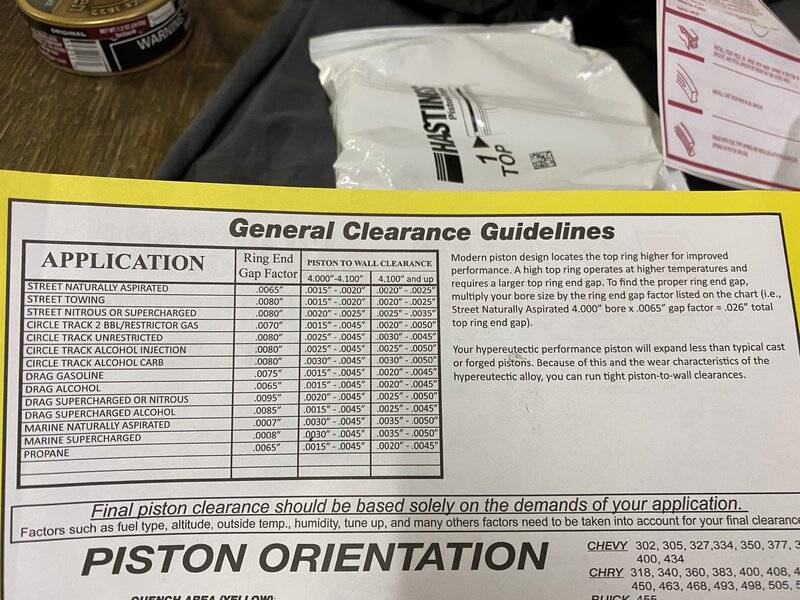 ORIGINAL
NET WT 1.2 OZ
WARNING
HASTINGS
Piston
1
TOP
General Clearance Guidelines
APPLICATION Ring End Gap Factor PISTON TO WALL CLEARANCE
4.000"-4.100" 4.100" and up
STREET NATURALLY ASPIRATED .0065" .0015" - .0020" .0020" - .0025"
STREET TOWING .0080" .0015" - .0020" .0020" - .0025"
STREET NITROUS OR SUPERCHARGED .0080" .0020" - .0025" .0025" - .0035"
CIRCLE TRACK 2 BBL/RESTRICTOR GAS .0070" .0015" - .0045" .0020" - .0050"
CIRCLE TRACK UNRESTRICTED .0080" .0025" - .0045" .0030" - .0045"
CIRCLE TRACK ALCOHOL INJECTION .0080" .0025" - .0045" .0030" - .0050"
CIRCLE TRACK ALCOHOL CARB .0080" .0030" - .0045" .0030" - .0050"
DRAG GASOLINE .0075" .0015" - .0045" .0020" - .0045"
DRAG ALCOHOL .0065" .0015" - .0045" .0020" - .0045"
DRAG SUPERCHARGED OR NITROUS .0095" .0020" - .0045" .0025" - .0050"
DRAG SUPERCHARGED ALCOHOL .0085" .0015" - .0045" .0025" - .0045"
MARINE NATURALLY ASPIRATED .0007" .0030" - .0045" .0035" - .0050"
MARINE SUPERCHARGED .0008" .0030" - .0045" .0035" - .0050"
PROPANE .0065" .0015" - .0045" .0020" - .0045"
Modern piston design locates the top ring higher for improved
performance. A high top ring operates at higher temperatures and
requires a larger top ring end gap. To find the proper ring end gap,
multiply your bore size by the ring end gap factor listed on the chart (i.e.,
Street Naturally Aspirated 4.000" bore x .0065" gap factor = .026" total
top ring end gap).
Your hypereutectic performance piston will expand less than typical cast
or forged pistons. Because of this and the wear characteristics of the
hypereutectic alloy, you can run tight piston-to-wall clearances.
Final piston clearance should be based solely on the demands of your application.
Factors such as fuel type, altitude, outside temp., humidity, tune up, and many others factors need to be taken into account for your final clearance
PISTON ORIENTATION
QUENCH AREA (YELLOW):
CHEVY 302, 305, 327,334, 350, 377, 3
400, 434
CHRY 318, 340, 360, 383, 400, 408, 4
450, 463, 468, 493, 498, 505, 5
BUICK 455